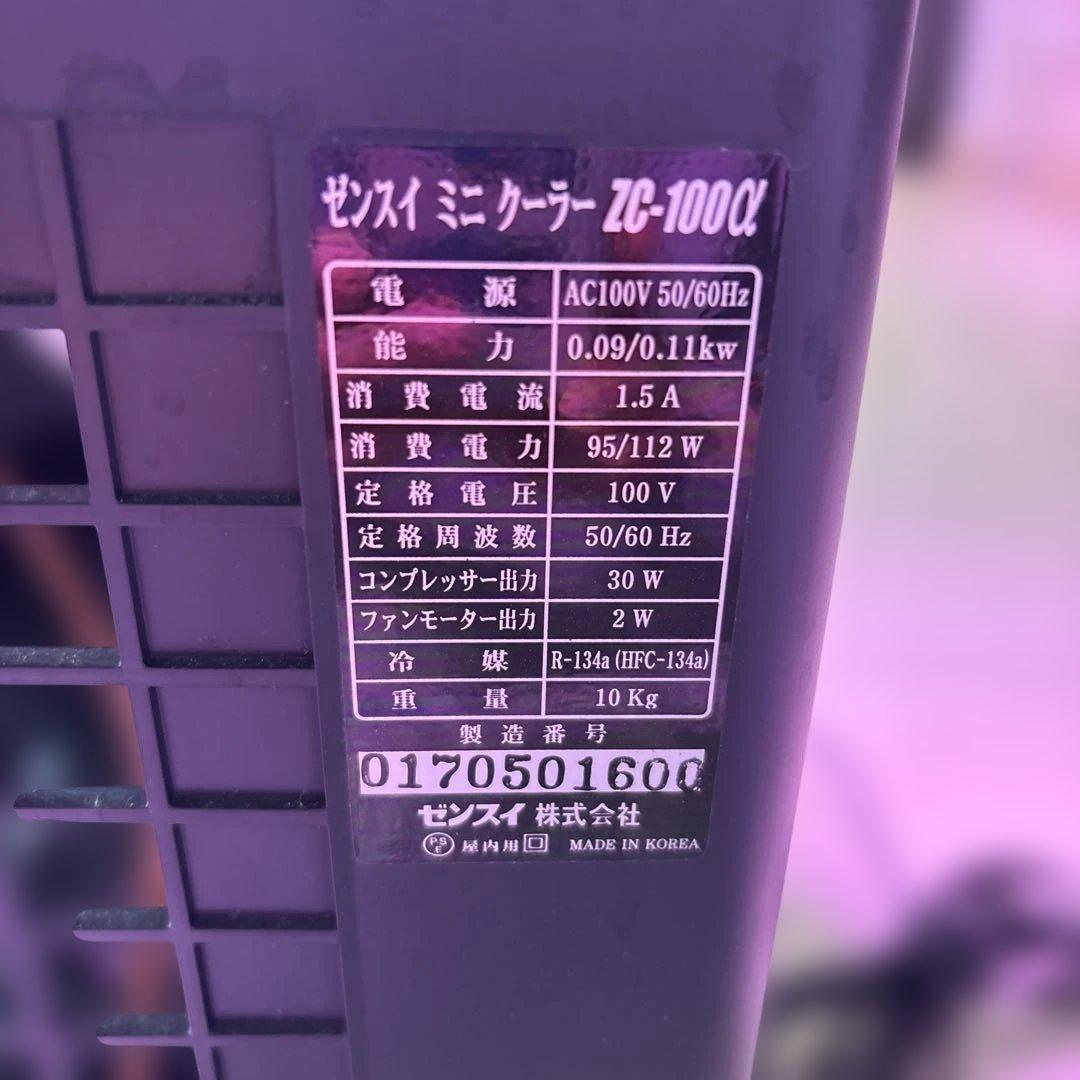 ゼンスイ ミニ クーラー ZC-100α
電源 AC100V 50/60Hz
能力 0.09/0.11kw
消費電流 1.5 A
消費電力 95/112 W
定格電圧 100 V
定格周波数 50/60 Hz
コンプレッサー出力 30 W
ファンモーター出力 2 W
冷媒 R-134a (HFC-134a)
重量 10 Kg
製造番号
0170501600
ゼンスイ 株式会社
PSE 屋内用 MADE IN KOREA